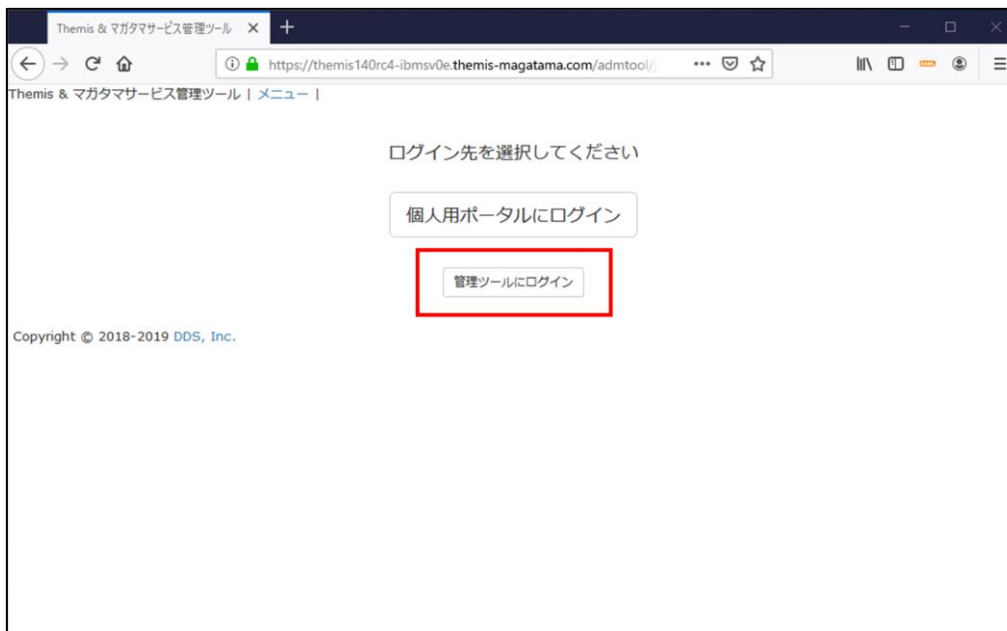 Themis & マガタマサービス管理ツール
https://themis140rc4-ibmsv0e.themis-magatama.com/admtool/
Themis & マガタマサービス管理ツール | メニュー |
ログイン先を選択してください
個人用ポータルにログイン
管理ツールにログイン
Copyright © 2018-2019 DDS, Inc.